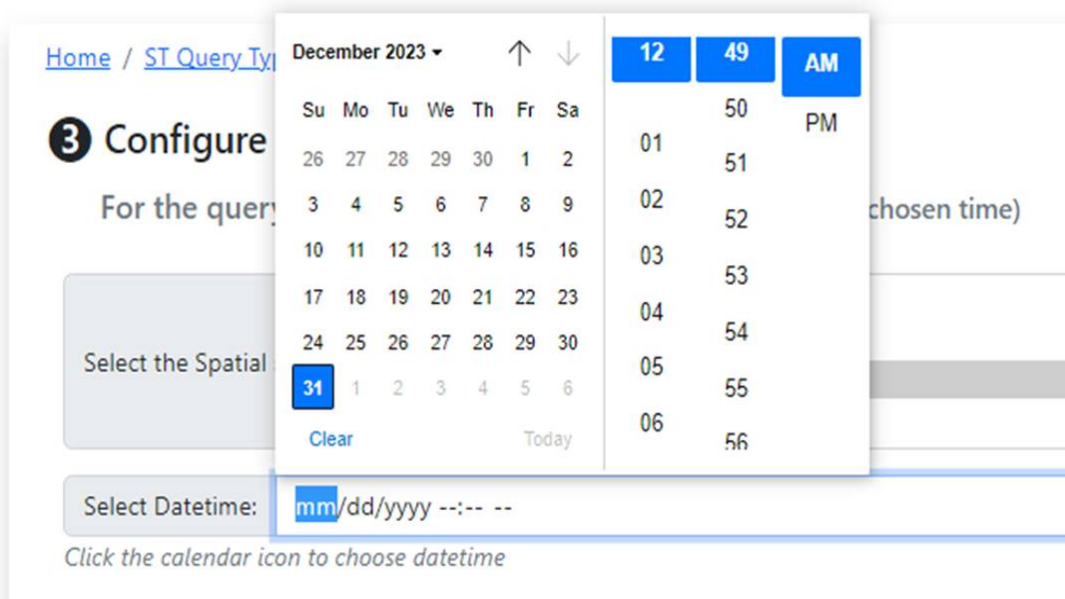 Home / ST Query Typ
3 Configure
For the query
chosen time)
Select the Spatial
December 2023
Su Mo Tu We Th Fr Sa
26 27 28 29 30 1 2
3 4 5 6 7 8 9
10 11 12 13 14 15 16
17 18 19 20 21 22 23
24 25 26 27 28 29 30
31 1 2 3 4 5 6
Clear Today
12 49 AM
50 PM
01 51
02 52
03 53
04 54
05 55
06 56
Select Datetime: mm/dd/yyyy --:-- --
Click the calendar icon to choose datetime